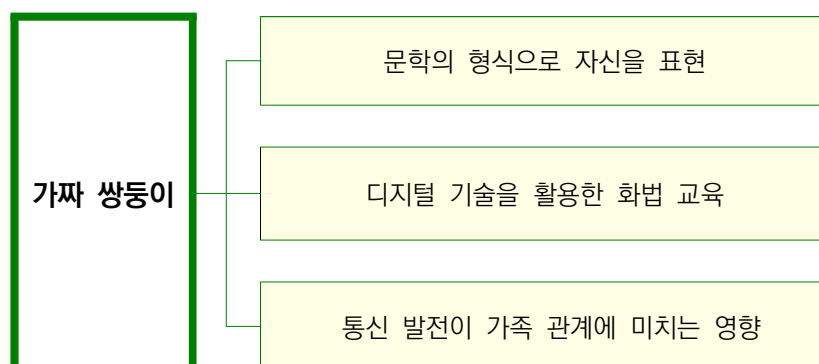 문학의 형식으로 자신을 표현
가짜 쌍둥이
디지털 기술을 활용한 화법 교육
통신 발전이 가족 관계에 미치는 영향